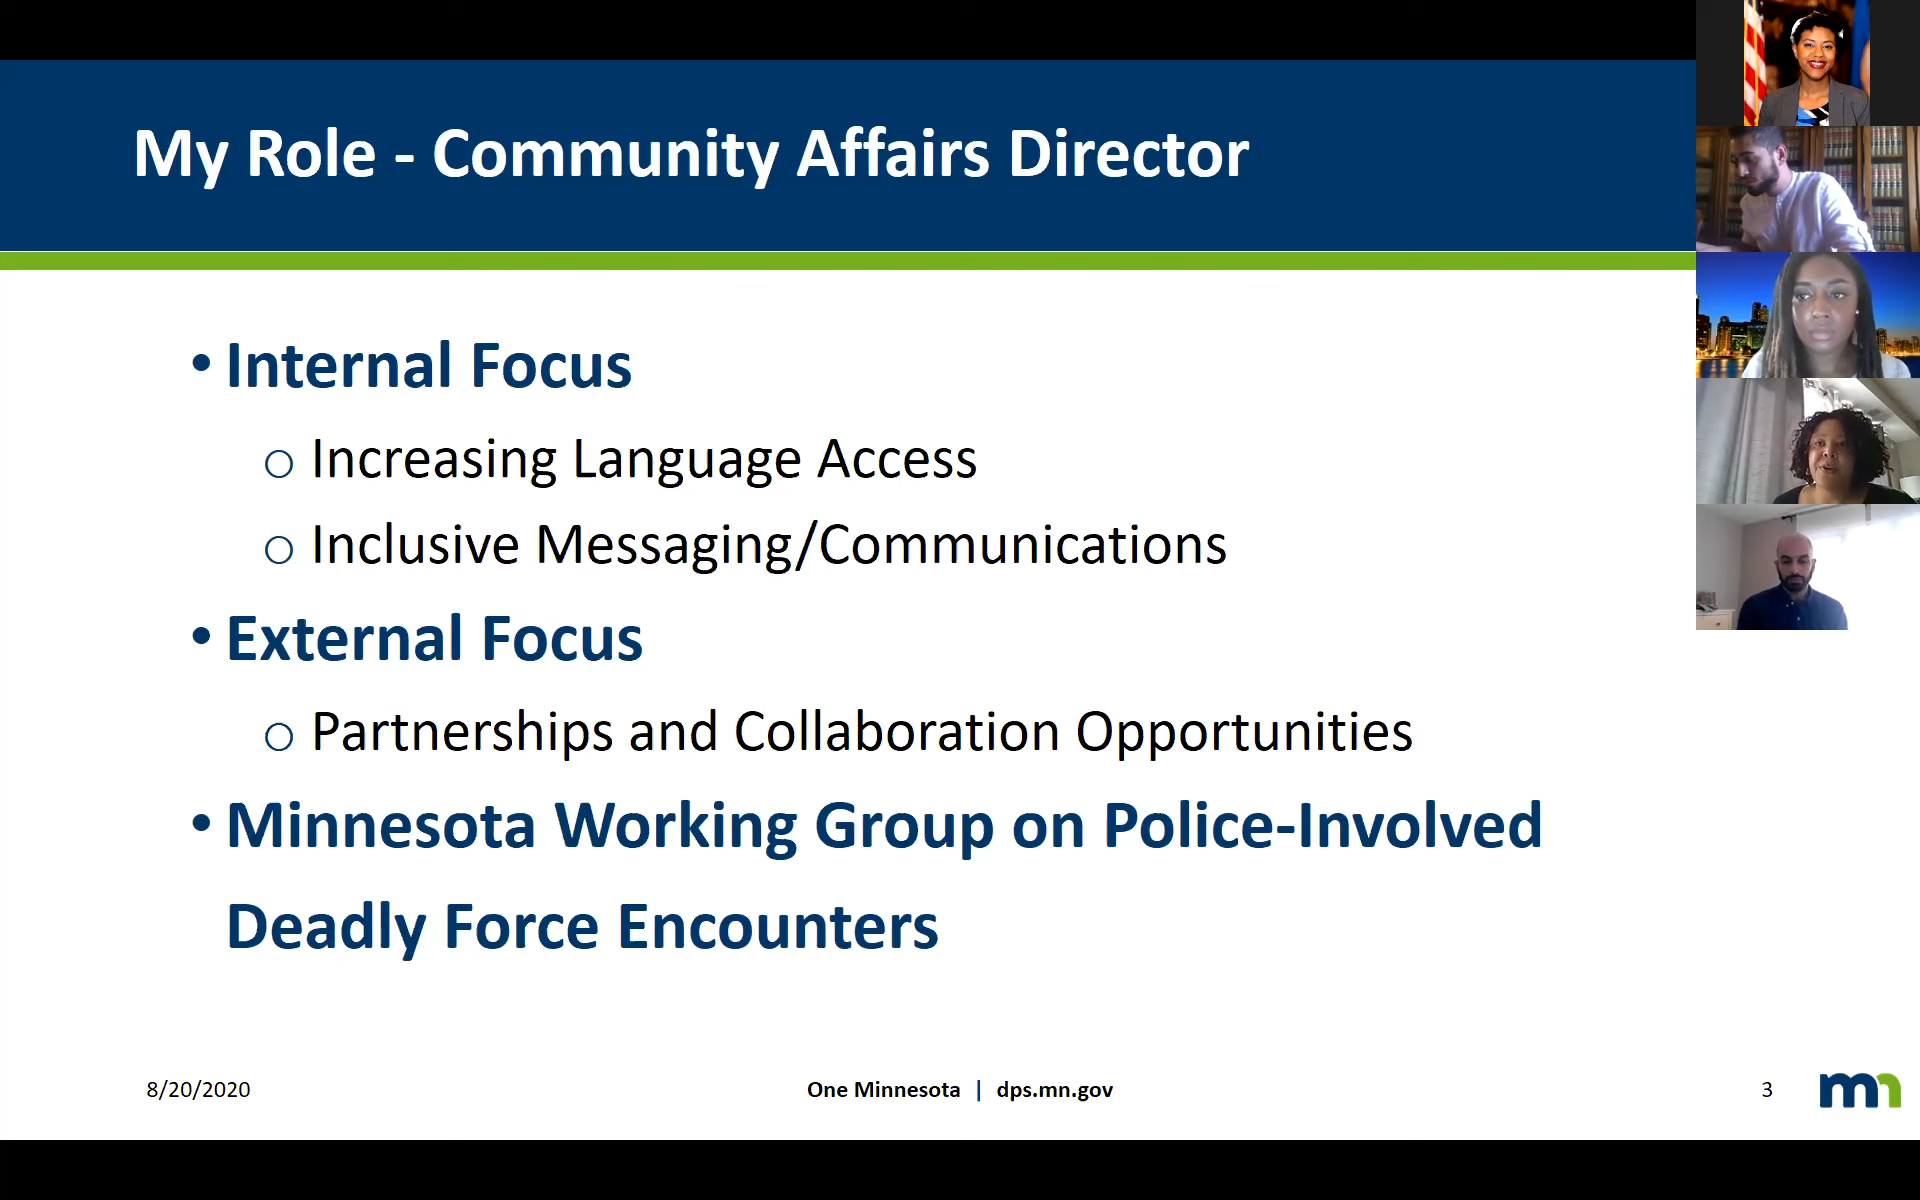 My Role - Community Affairs Director
• Internal Focus
o Increasing Language Access
o Inclusive Messaging/Communications
• External Focus
o Partnerships and Collaboration Opportunities
• Minnesota Working Group on Police-Involved
Deadly Force Encounters
8/20/2020
One Minnesota | dps.mn.gov
3
mn